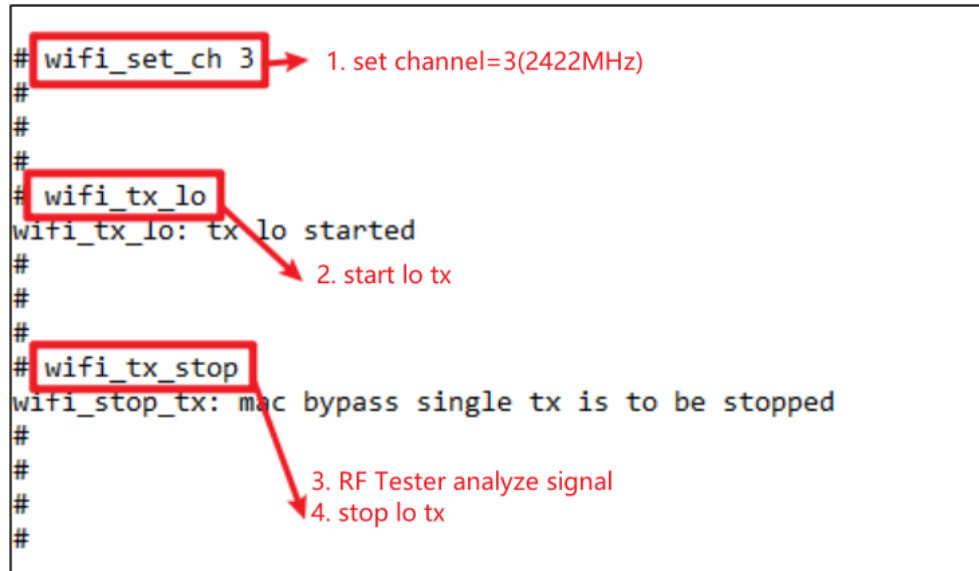 # wifi_set_ch 3
1. set channel=3(2422MHz)
#
#
#
# wifi_tx_lo
wifi_tx_lo: tx lo started
#
2. start lo tx
#
#
# wifi_tx_stop
wifi_stop_tx: mac bypass single tx is to be stopped
#
#
3. RF Tester analyze signal
#
4. stop lo tx
#